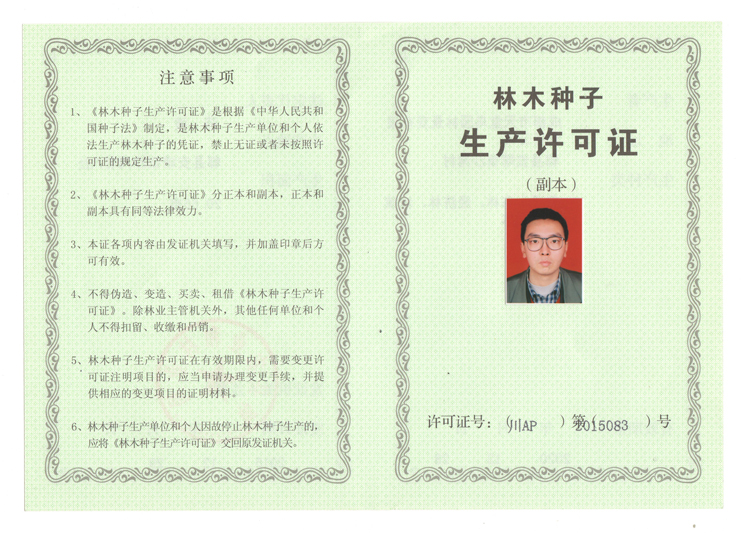 注意事项
1、《林木种子生产许可证》是根据《中华人民共和
国种子法》制定，是林木种子生产单位和个人依
法生产林木种子的凭证，禁止无证或者未按照许
可证的规定生产。
2、《林木种子生产许可证》分正本和副本，正本和
副本具有同等法律效力。
3、本证各项内容由发证机关填写，并加盖印章后方
可有效。
4、不得伪造、变造、买卖、租借《林木种子生产许
可证》。除林业主管机关外，其他任何单位和个
人不得扣留、收缴和吊销。
5、林木种子生产许可证在有效期限内，需要变更许
可证注明项目的，应当申请办理变更手续，并提
供相应的变更项目的证明材料。
6、林木种子生产单位和个人因故停止林木种子生产的，
应将《林木种子生产许可证》交回原发证机关。
林木种子
生产许可证
（副本）
许可证号：（川AP）第（2015083）号